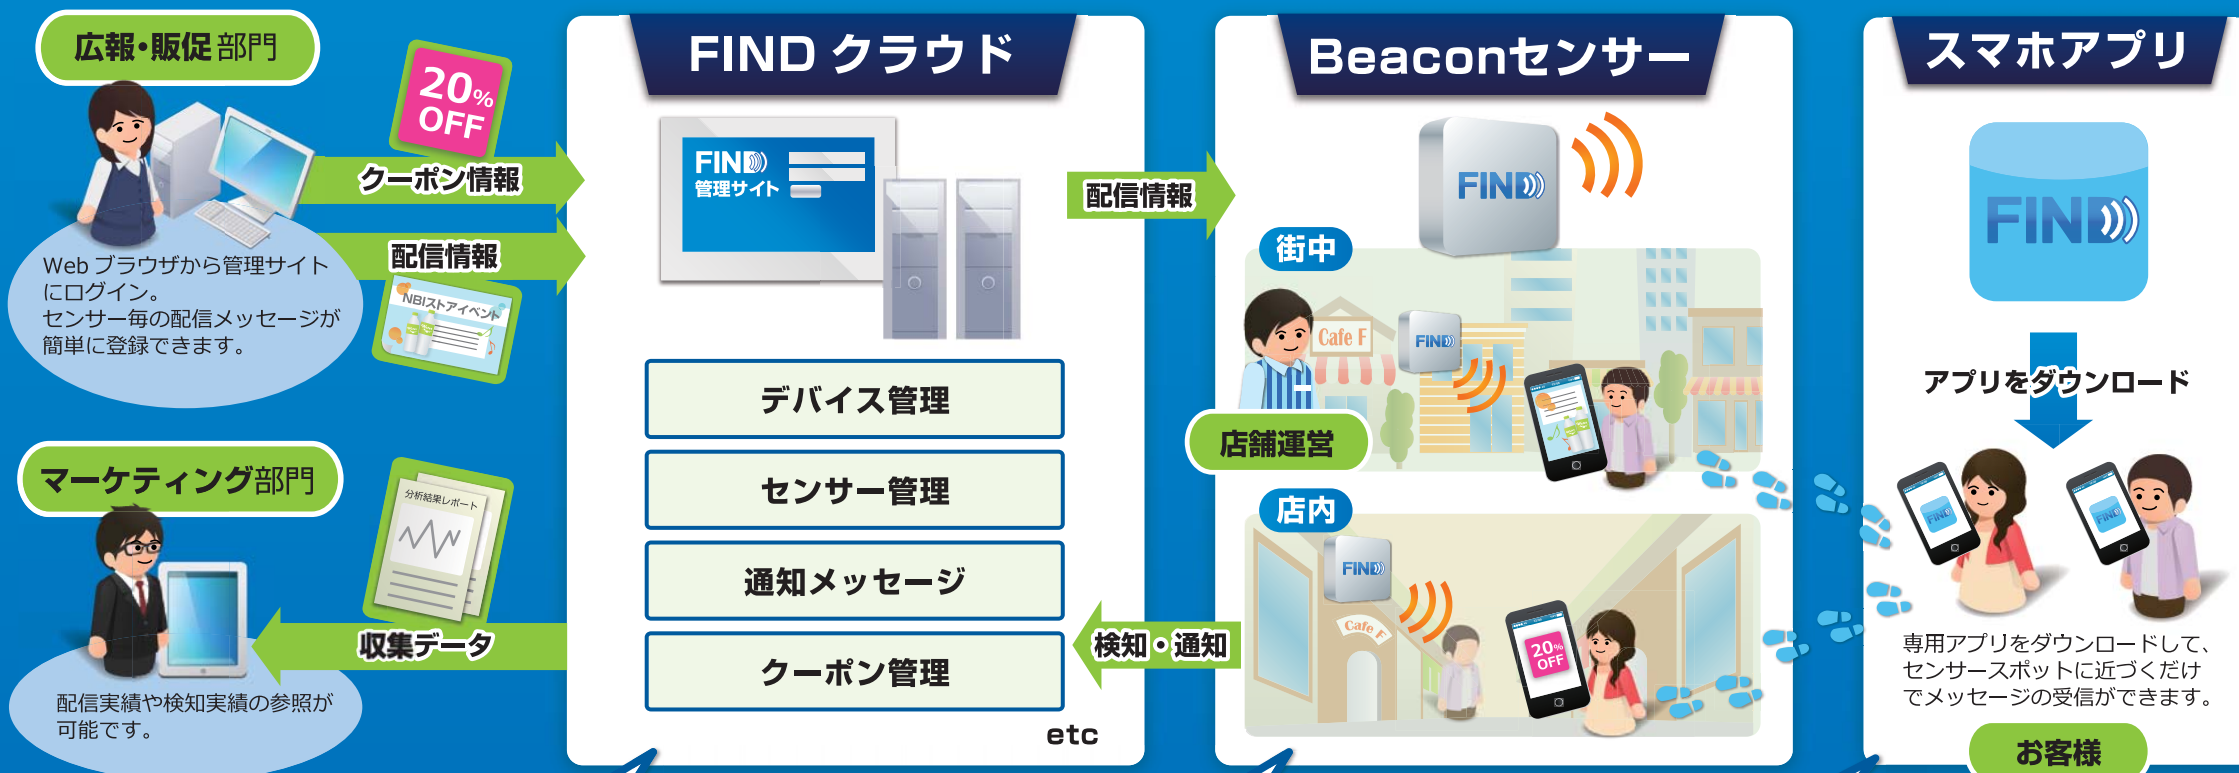 広報・販促部門
20%
OFF
クーポン情報
配信情報
NBIストアイベント
Web ブラウザから管理サイト
にログイン。
センサー毎の配信メッセージが
簡単に登録できます。
マーケティング部門
分析結果レポート
収集データ
配信実績や検知実績の参照が
可能です。
FIND クラウド
FIND
管理サイト
デバイス管理
センサー管理
通知メッセージ
クーポン管理
etc
配信情報
検知・通知
Beaconセンサー
FIND
街中
Cafe F
FIND
店舗運営
店内
FIND
Cafe F
20%
OFF
スマホアプリ
FIND
アプリをダウンロード
FIND
FIND
専用アプリをダウンロードして、
センサースポットに近づくだけ
でメッセージの受信ができます。
お客様